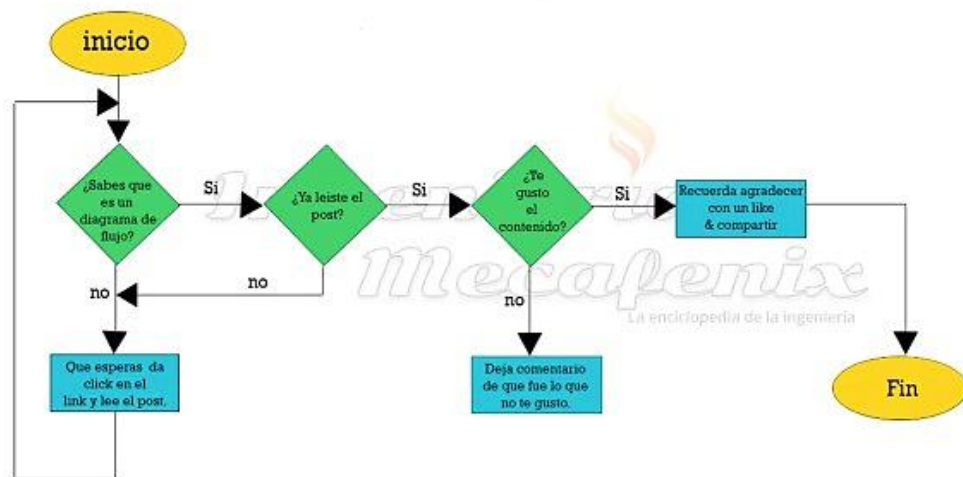 inicio
¿Sabes que
es un
diagrama de
flujo?
Si
¿Ya leiste el
post?
Si
¿Te
gusto
el
contenido?
Si
Recuerda agradecer
con un like
& compartir
no
no
no
Que esperas da
click en el
link y lee el post.
Deja comentario
de que fue lo que
no te gusto.
Fin
Ingeniería
Mecafenix
La enciclopedia de la ingeniería